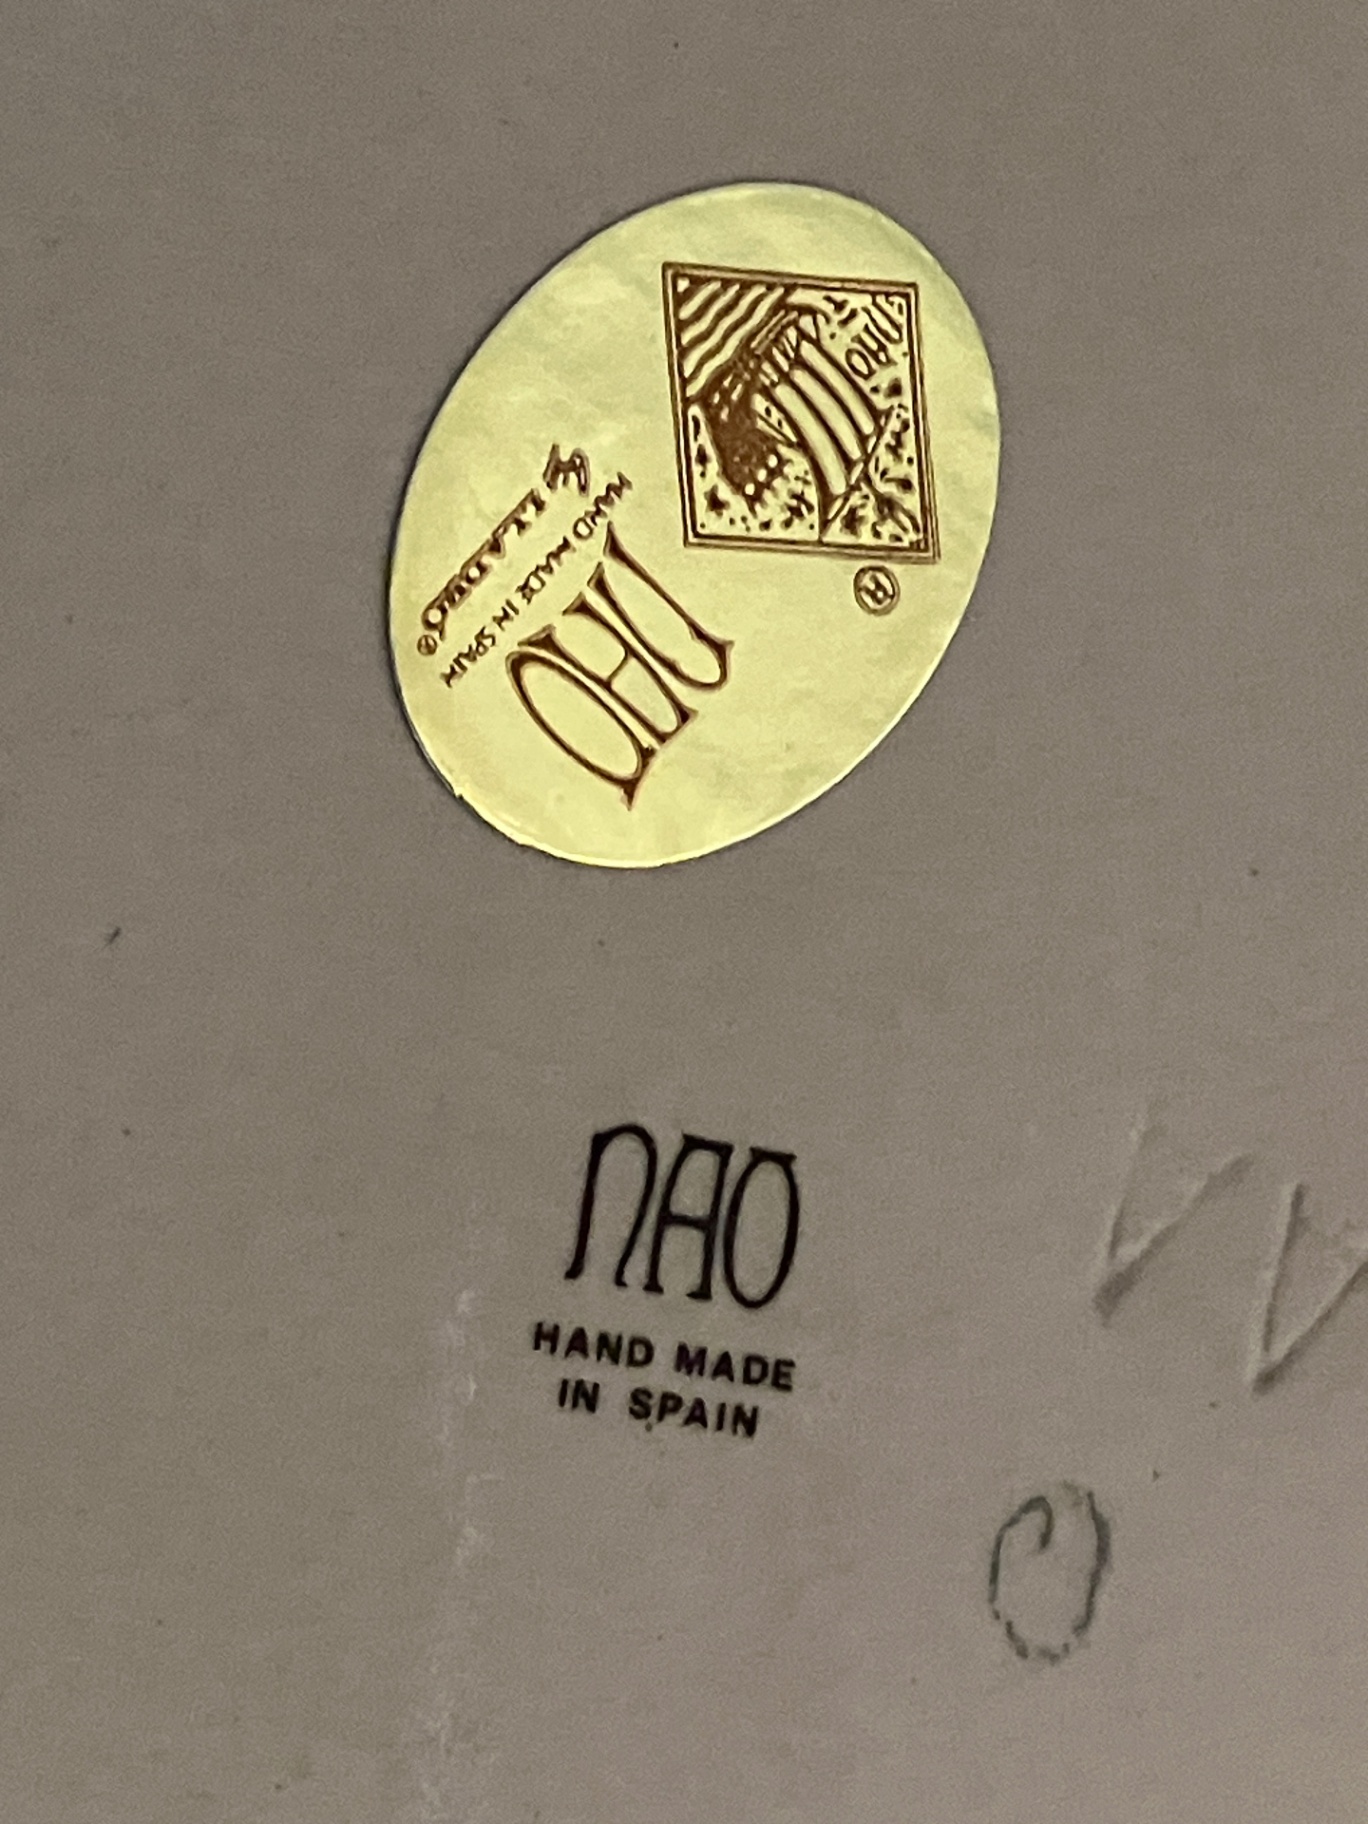 NAO
®
NAO
HAND MADE IN SPAIN
LLADRÓ®
NAO
HAND MADE
IN SPAIN
O